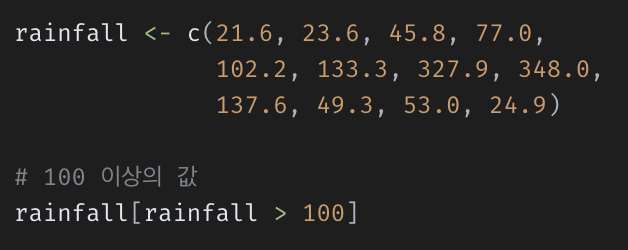 rainfall <- c(21.6, 23.6, 45.8, 77.0,
              102.2, 133.3, 327.9, 348.0,
              137.6, 49.3, 53.0, 24.9)

# 100 이상의 값
rainfall[rainfall > 100]